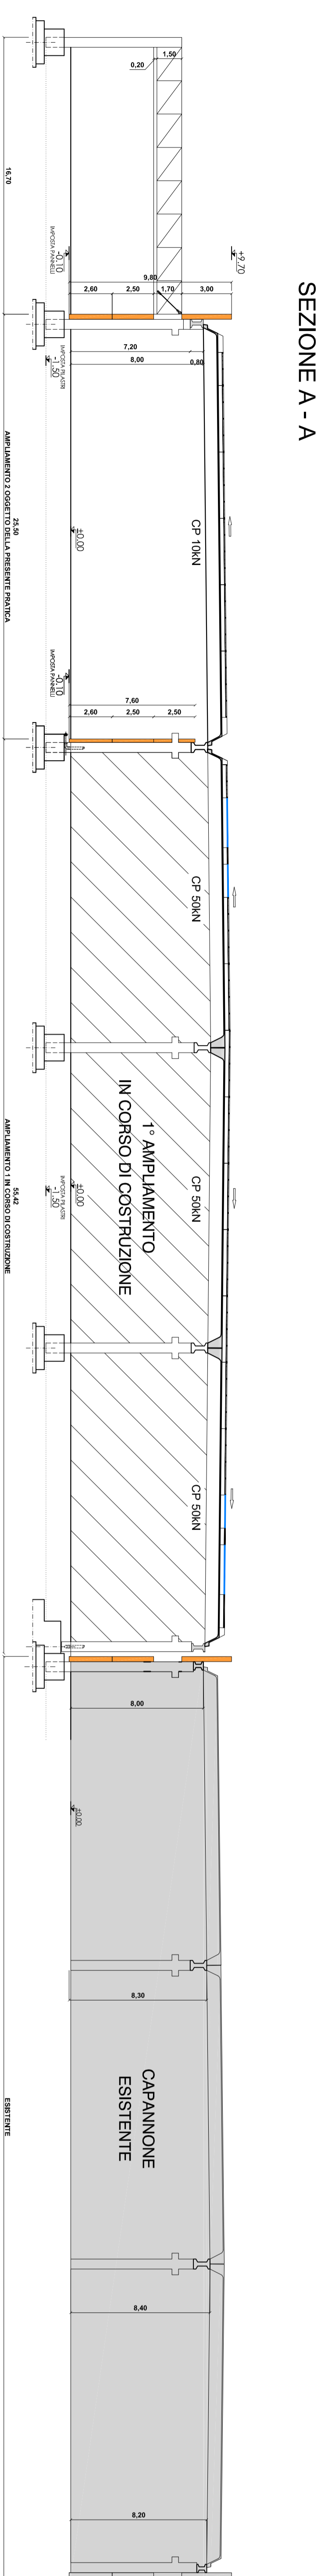 SEZIONE A - A
1,50
0,20
16,70
+9.70
9,80
2,60
2,50
1,70
3,00
-0.10
IMPOSTA PANNELLI
7,20
0,80
8,00
IMPOSTA PILASTRI
-1.50
CP 10kN
±0.00
25,50
AMPLIAMENTO 2 OGGETTO DELLA PRESENTE PRATICA
-0.10
IMPOSTA PANNELLI
7,60
2,60
2,50
2,50
CP 50kN
1° AMPLIAMENTO
IN CORSO DI COSTRUZIONE
CP 50kN
±0.00
IMPOSTA PILASTRI
-1.50
55,42
AMPLIAMENTO 1 IN CORSO DI COSTRUZIONE
CP 50kN
8,00
±0.00
8,30
CAPANNONE
ESISTENTE
ESISTENTE
8,40
8,20